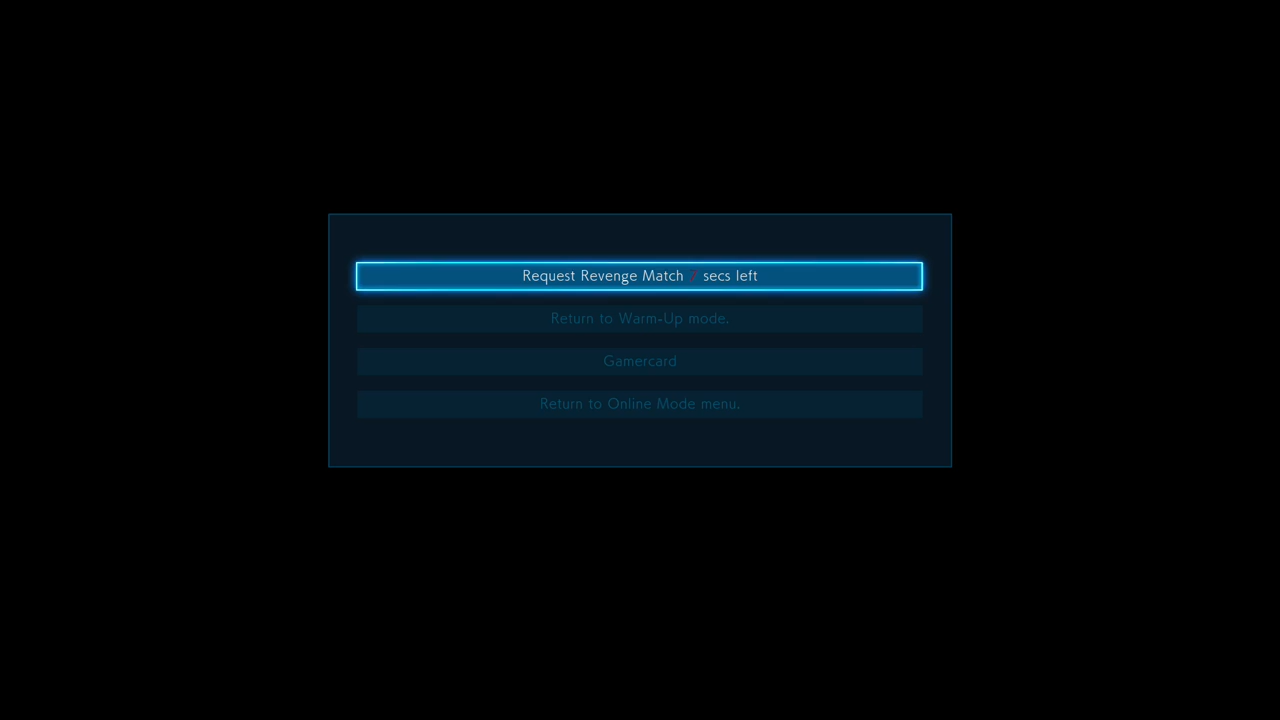 Request Revenge Match 7 secs left
Return to Warm-Up mode.
Gamercard
Return to Online Mode menu.